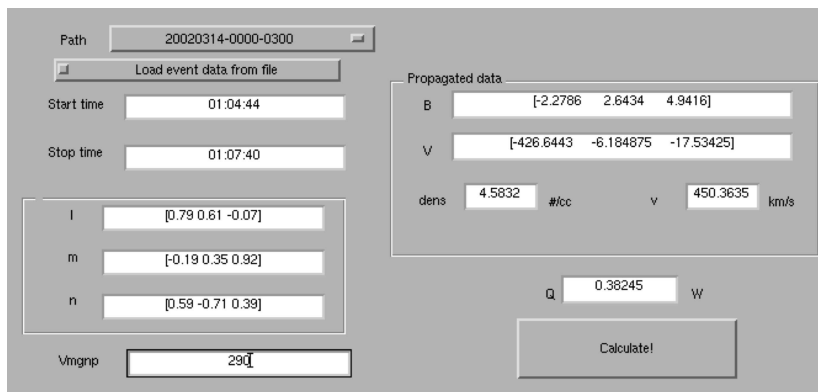 Path 20020314-0000-0300
Load event data from file
Start time 01:04:44
Stop time 01:07:40
l [0.79 0.61 -0.07]
m [-0.19 0.35 0.92]
n [0.59 -0.71 0.39]
Vmgnp 290
Propagated data
B [-2.2786 2.6434 4.9416]
V [-426.6443 -6.184875 -17.53425]
dens 4.5832 #/cc v 450.3635 km/s
Q 0.38245 W
Calculate!